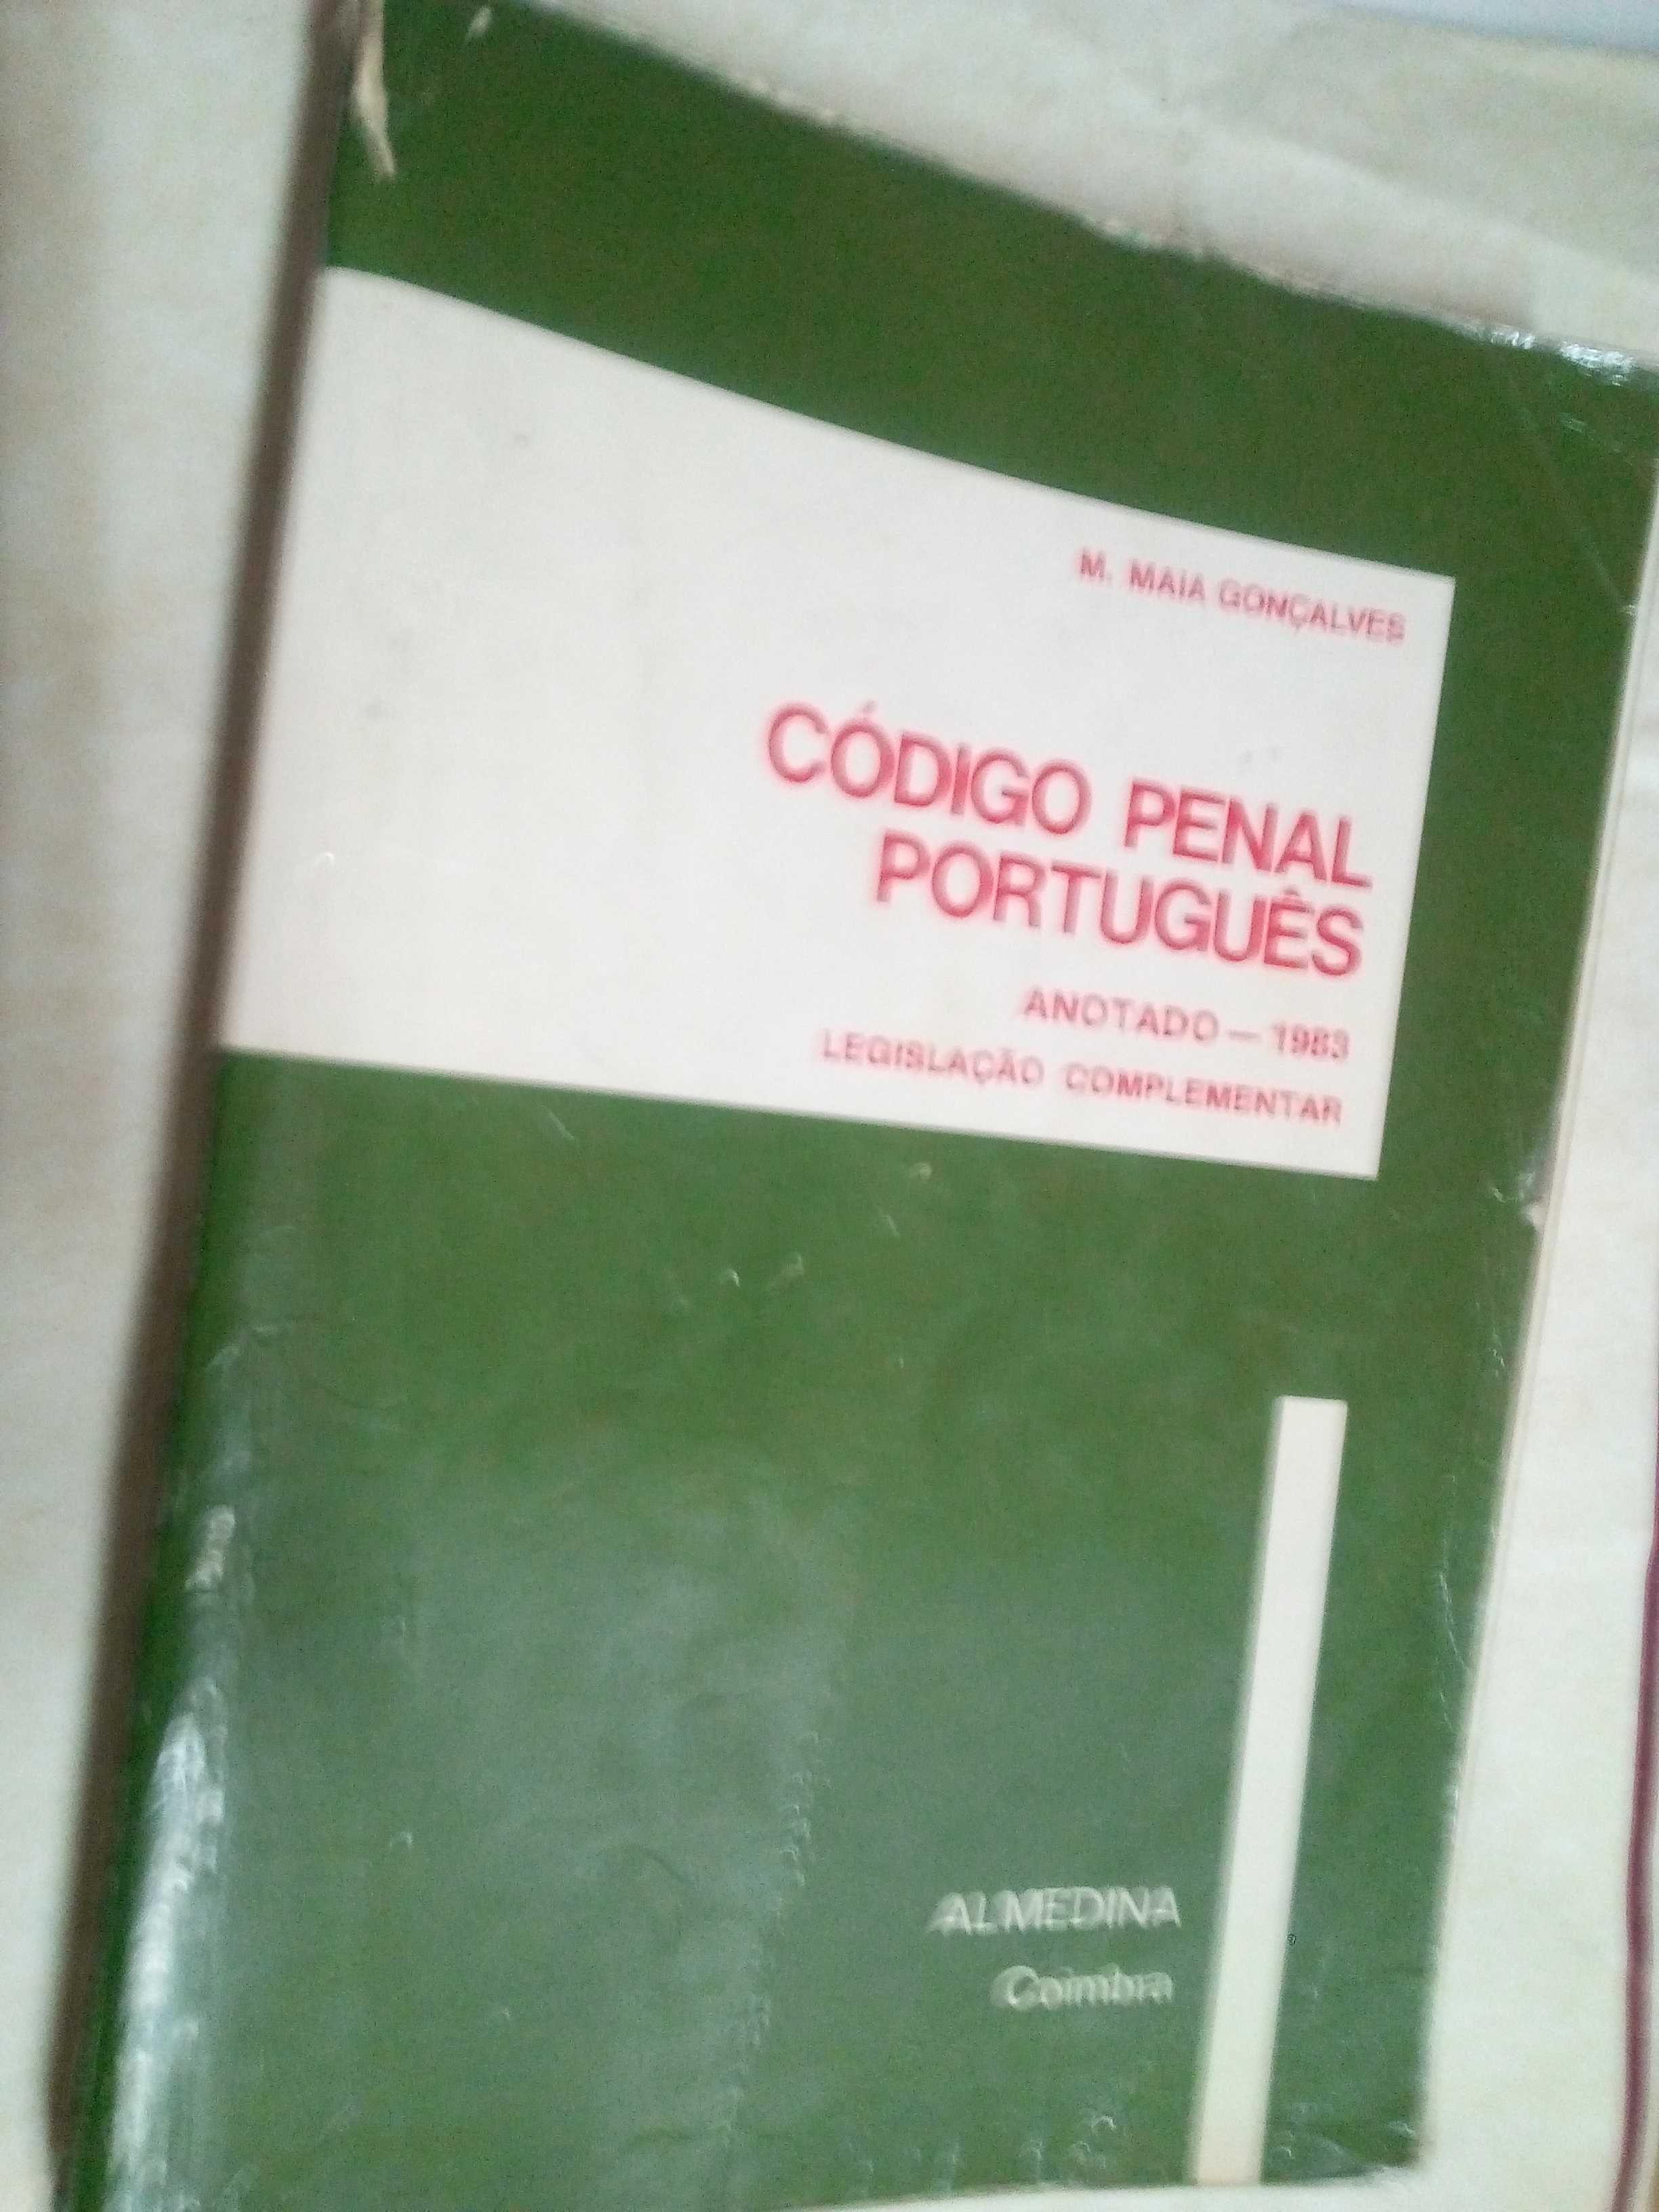 M. MAIA GONÇALVES
CÓDIGO PENAL
PORTUGUÊS
ANOTADO — 1983
LEGISLAÇÃO COMPLEMENTAR
ALMEDINA
Coimbra